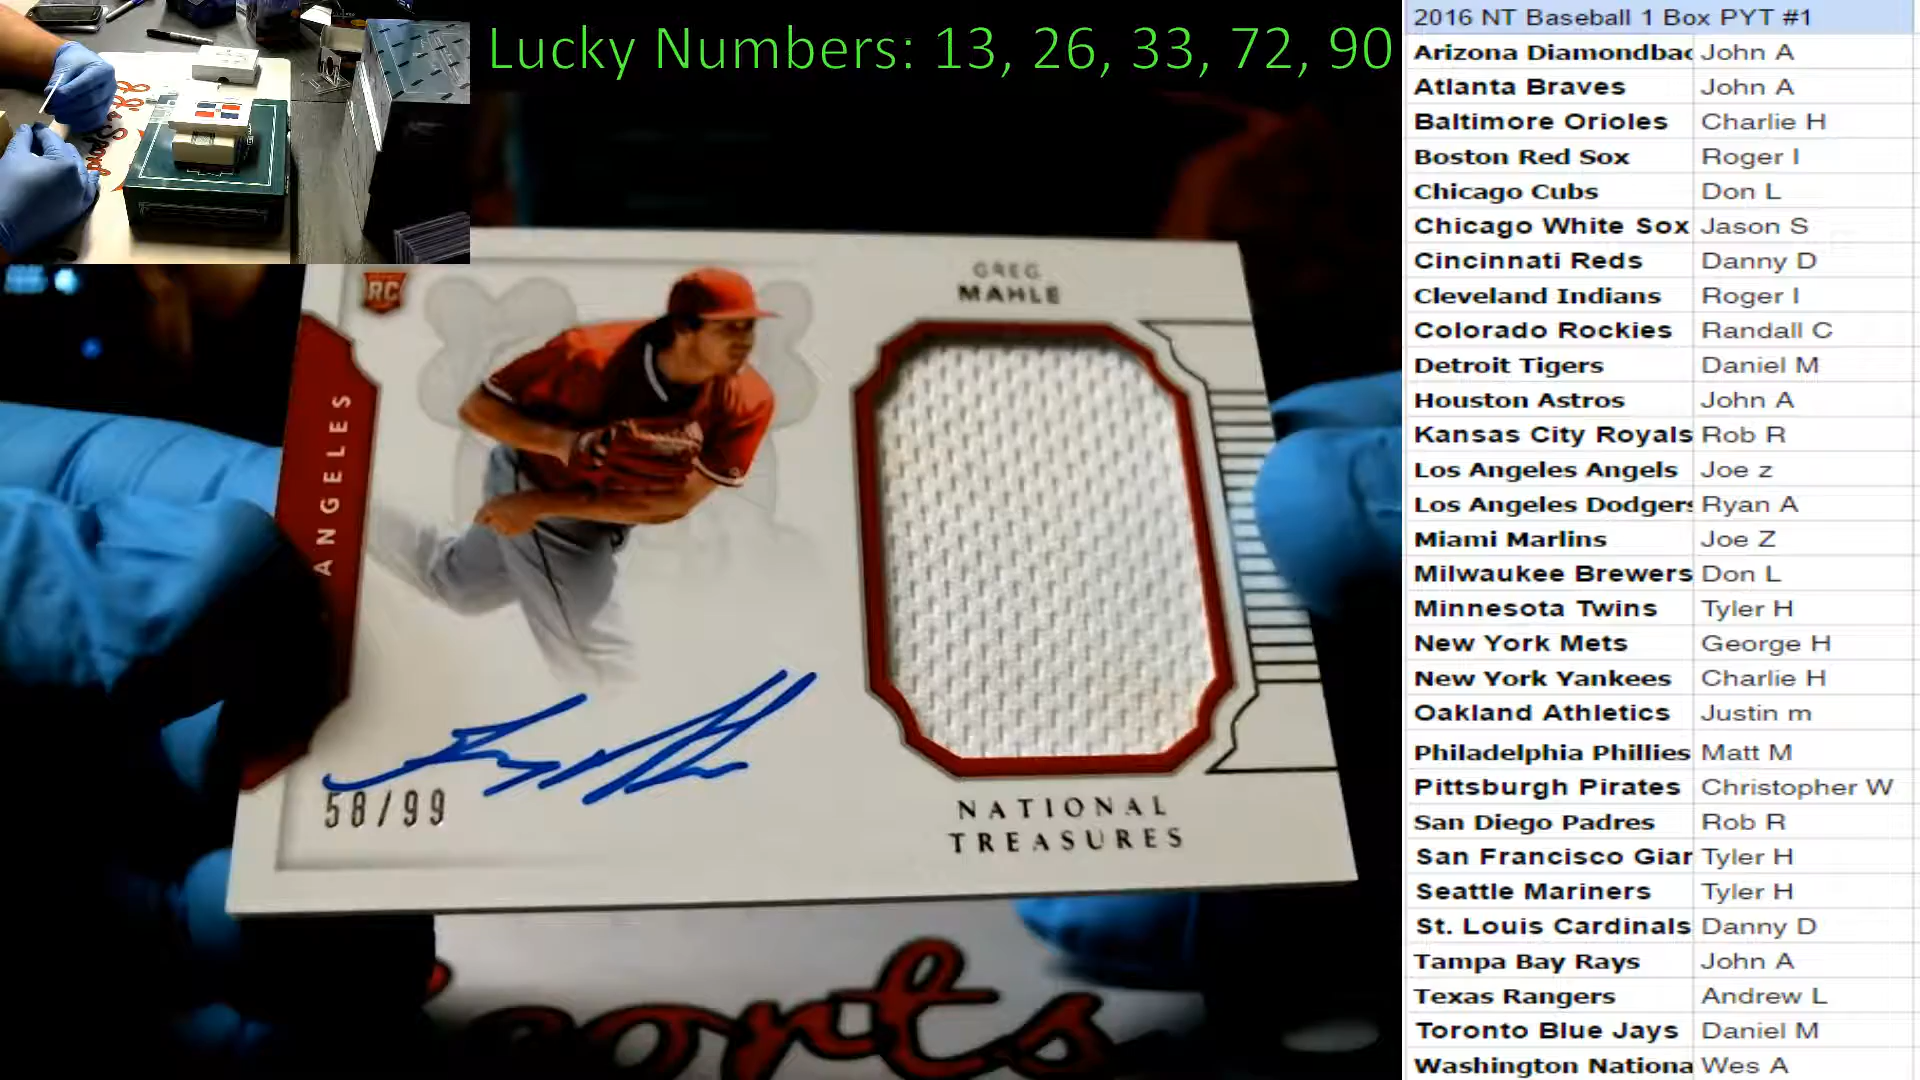 Lucky Numbers: 13, 26, 33, 72, 90
RC
GREG
MAHLE
ANGELES
58/99
NATIONAL
TREASURES
orts
2016 NT Baseball 1 Box PYT #1
Arizona Diamondbac John A
Atlanta Braves John A
Baltimore Orioles Charlie H
Boston Red Sox Roger I
Chicago Cubs Don L
Chicago White Sox Jason S
Cincinnati Reds Danny D
Cleveland Indians Roger I
Colorado Rockies Randall C
Detroit Tigers Daniel M
Houston Astros John A
Kansas City Royals Rob R
Los Angeles Angels Joe z
Los Angeles Dodgers Ryan A
Miami Marlins Joe Z
Milwaukee Brewers Don L
Minnesota Twins Tyler H
New York Mets George H
New York Yankees Charlie H
Oakland Athletics Justin m
Philadelphia Phillies Matt M
Pittsburgh Pirates Christopher W
San Diego Padres Rob R
San Francisco Giar Tyler H
Seattle Mariners Tyler H
St. Louis Cardinals Danny D
Tampa Bay Rays John A
Texas Rangers Andrew L
Toronto Blue Jays Daniel M
Washington Nationa Wes A